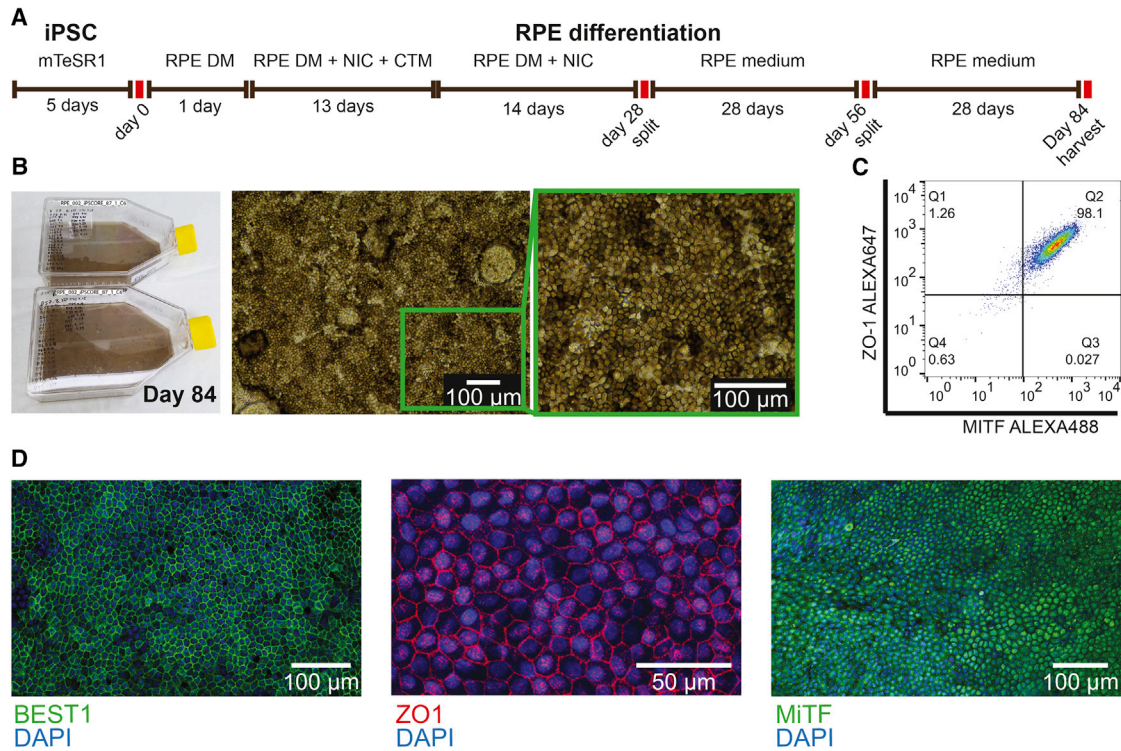 A
iPSC
RPE differentiation
mTeSR1
RPE DM
RPE DM + NIC + CTM
RPE DM + NIC
RPE medium
RPE medium
5 days
day 0
1 day
13 days
14 days
day 28
split
28 days
day 56
split
28 days
Day 84
harvest
B
RPE_002_iPSCORE_87_1_C6
Day 84
100 µm
100 µm
C
ZO-1 ALEXA647
10⁴
10³
10²
10¹
10⁰
Q1
1.26
Q2
98.1
Q4
0.63
Q3
0.027
10⁰
10¹
10²
10³
10⁴
MITF ALEXA488
D
100 µm
50 µm
100 µm
BEST1
DAPI
ZO1
DAPI
MiTF
DAPI